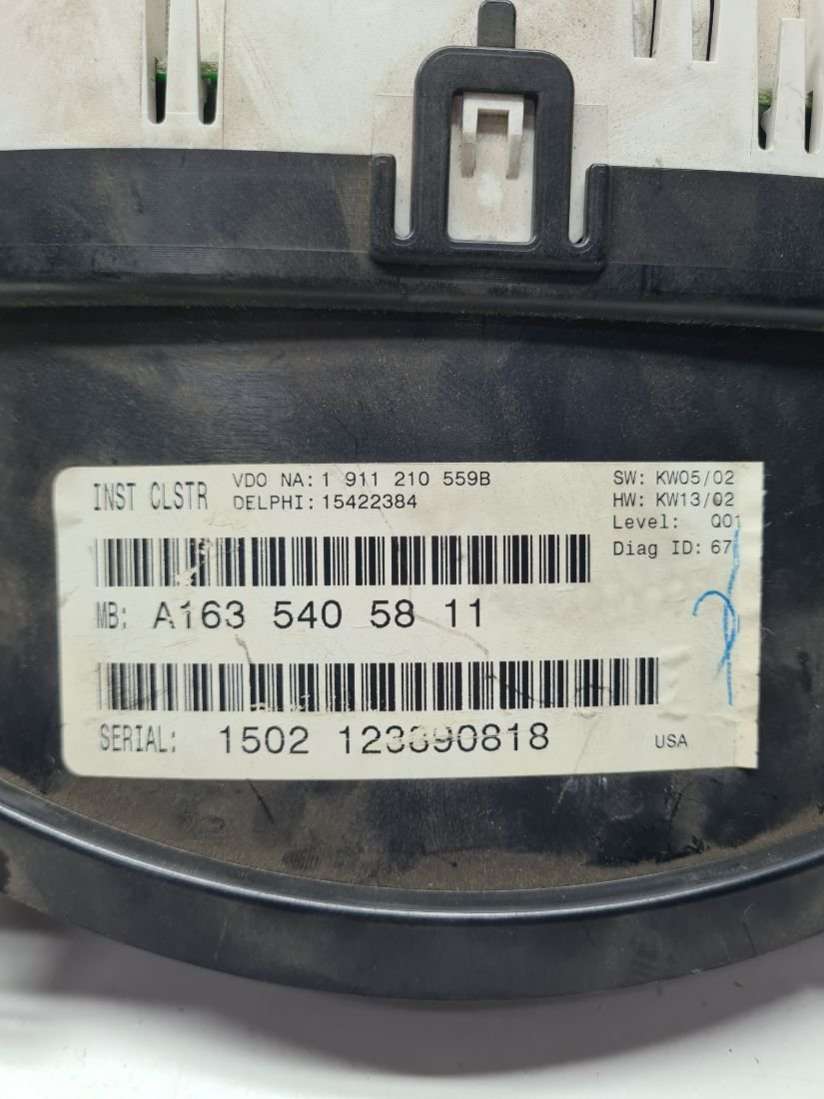 INST CLSTR
VDO NA: 1 911 210 559B
DELPHI: 15422384
SW: KW05/02
HW: KW13/02
Level: Q01
Diag ID: 67
MB: A163 540 58 11
SERIAL: 1502
USA